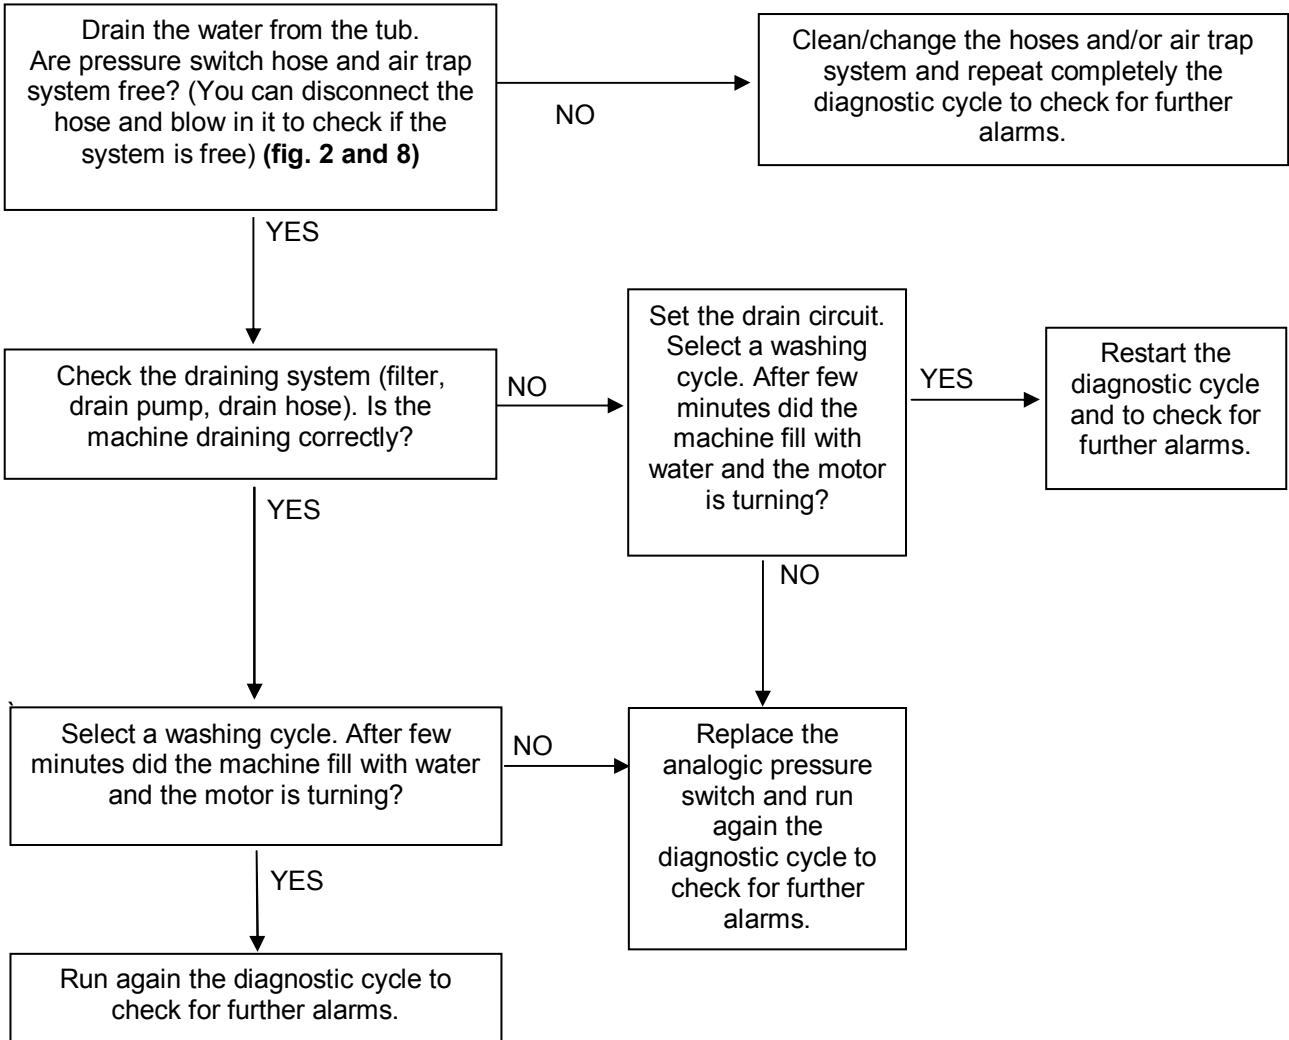 Drain the water from the tub.
Are pressure switch hose and air trap
system free? (You can disconnect the
hose and blow in it to check if the
system is free) (fig. 2 and 8)
NO
Clean/change the hoses and/or air trap
system and repeat completely the
diagnostic cycle to check for further
alarms.
YES
Check the draining system (filter,
drain pump, drain hose). Is the
machine draining correctly?
NO
Set the drain circuit.
Select a washing
cycle. After few
minutes did the
machine fill with
water and the motor
is turning?
YES
Restart the
diagnostic cycle
and to check for
further alarms.
YES
NO
`
Select a washing cycle. After few
minutes did the machine fill with water
and the motor is turning?
NO
Replace the
analogic pressure
switch and run
again the
diagnostic cycle to
check for further
alarms.
YES
Run again the diagnostic cycle to
check for further alarms.